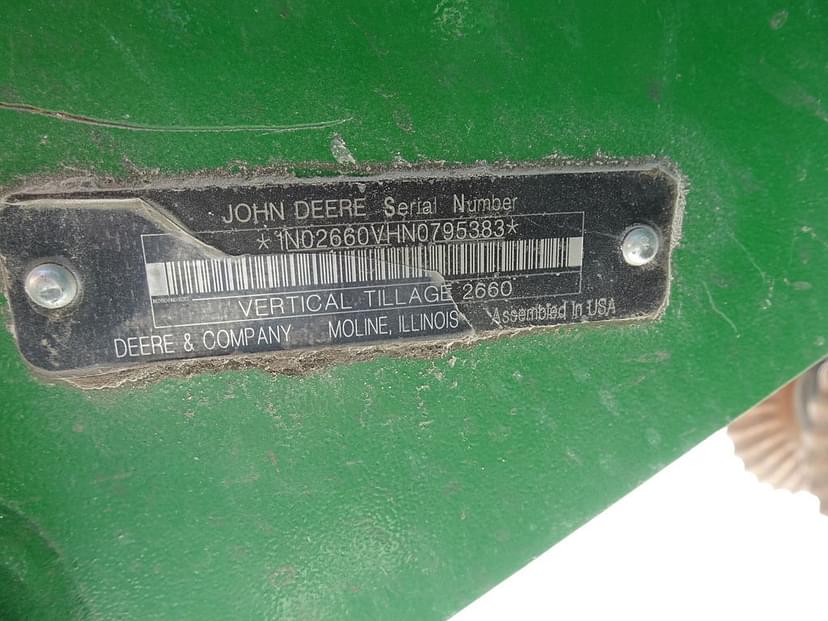 JOHN DEERE Serial Number
*1N02660VHN0795383*
VERTICAL TILLAGE 2660
DEERE & COMPANY MOLINE, ILLINOIS Assembled In USA